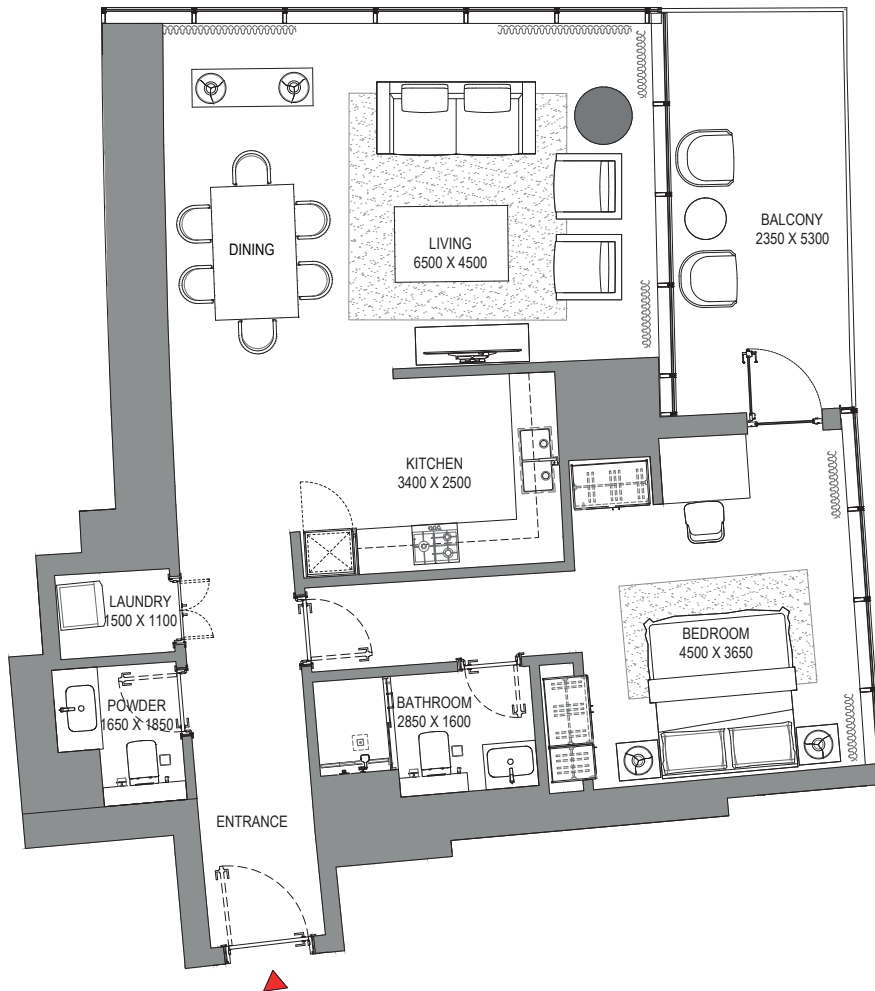 BALCONY
2350 X 5300
DINING
LIVING
6500 X 4500
KITCHEN
3400 X 2500
LAUNDRY
1500 X 1100
BEDROOM
4500 X 3650
POWDER
1650 X 1850
BATHROOM
2850 X 1600
ENTRANCE